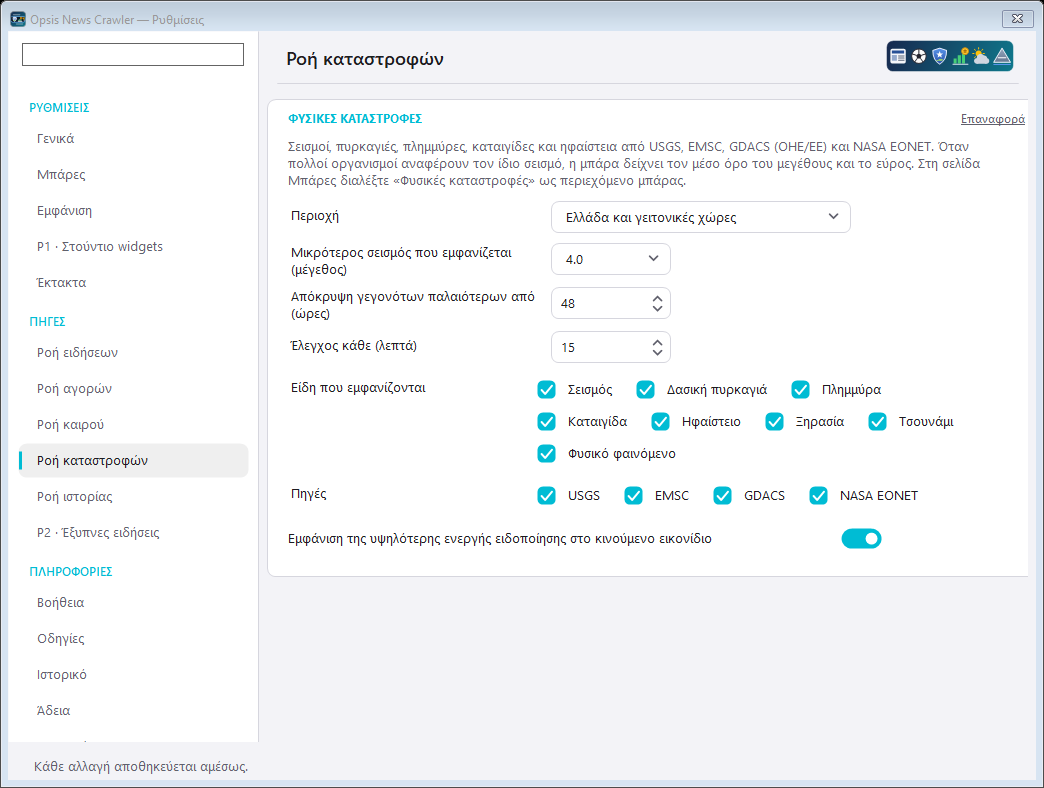 Opsis News Crawler — Ρυθμίσεις
ΡΥΘΜΙΣΕΙΣ
Γενικά
Μπάρες
Εμφάνιση
P1 · Στούντιο widgets
Έκτακτα
ΠΗΓΕΣ
Ροή ειδήσεων
Ροή αγορών
Ροή καιρού
Ροή καταστροφών
Ροή ιστορίας
P2 · Έξυπνες ειδήσεις
ΠΛΗΡΟΦΟΡΙΕΣ
Βοήθεια
Οδηγίες
Ιστορικό
Άδεια
Ροή καταστροφών
ΦΥΣΙΚΕΣ ΚΑΤΑΣΤΡΟΦΕΣ
Επαναφορά
Σεισμοί, πυρκαγιές, πλημμύρες, καταιγίδες και ηφαίστεια από USGS, EMSC, GDACS (ΟΗΕ/ΕΕ) και NASA EONET. Όταν
πολλοί οργανισμοί αναφέρουν τον ίδιο σεισμό, η μπάρα δείχνει τον μέσο όρο του μεγέθους και το εύρος. Στη σελίδα
Μπάρες διαλέξτε «Φυσικές καταστροφές» ως περιεχόμενο μπάρας.
Περιοχή
Ελλάδα και γειτονικές χώρες
Μικρότερος σεισμός που εμφανίζεται
(μέγεθος)
4.0
Απόκρυψη γεγονότων παλαιότερων από
(ώρες)
48
Έλεγχος κάθε (λεπτά)
15
Είδη που εμφανίζονται
Σεισμός Δασική πυρκαγιά Πλημμύρα
Καταιγίδα Ηφαίστειο Ξηρασία Τσουνάμι
Φυσικό φαινόμενο
Πηγές
USGS EMSC GDACS NASA EONET
Εμφάνιση της υψηλότερης ενεργής ειδοποίησης στο κινούμενο εικονίδιο
Κάθε αλλαγή αποθηκεύεται αμέσως.